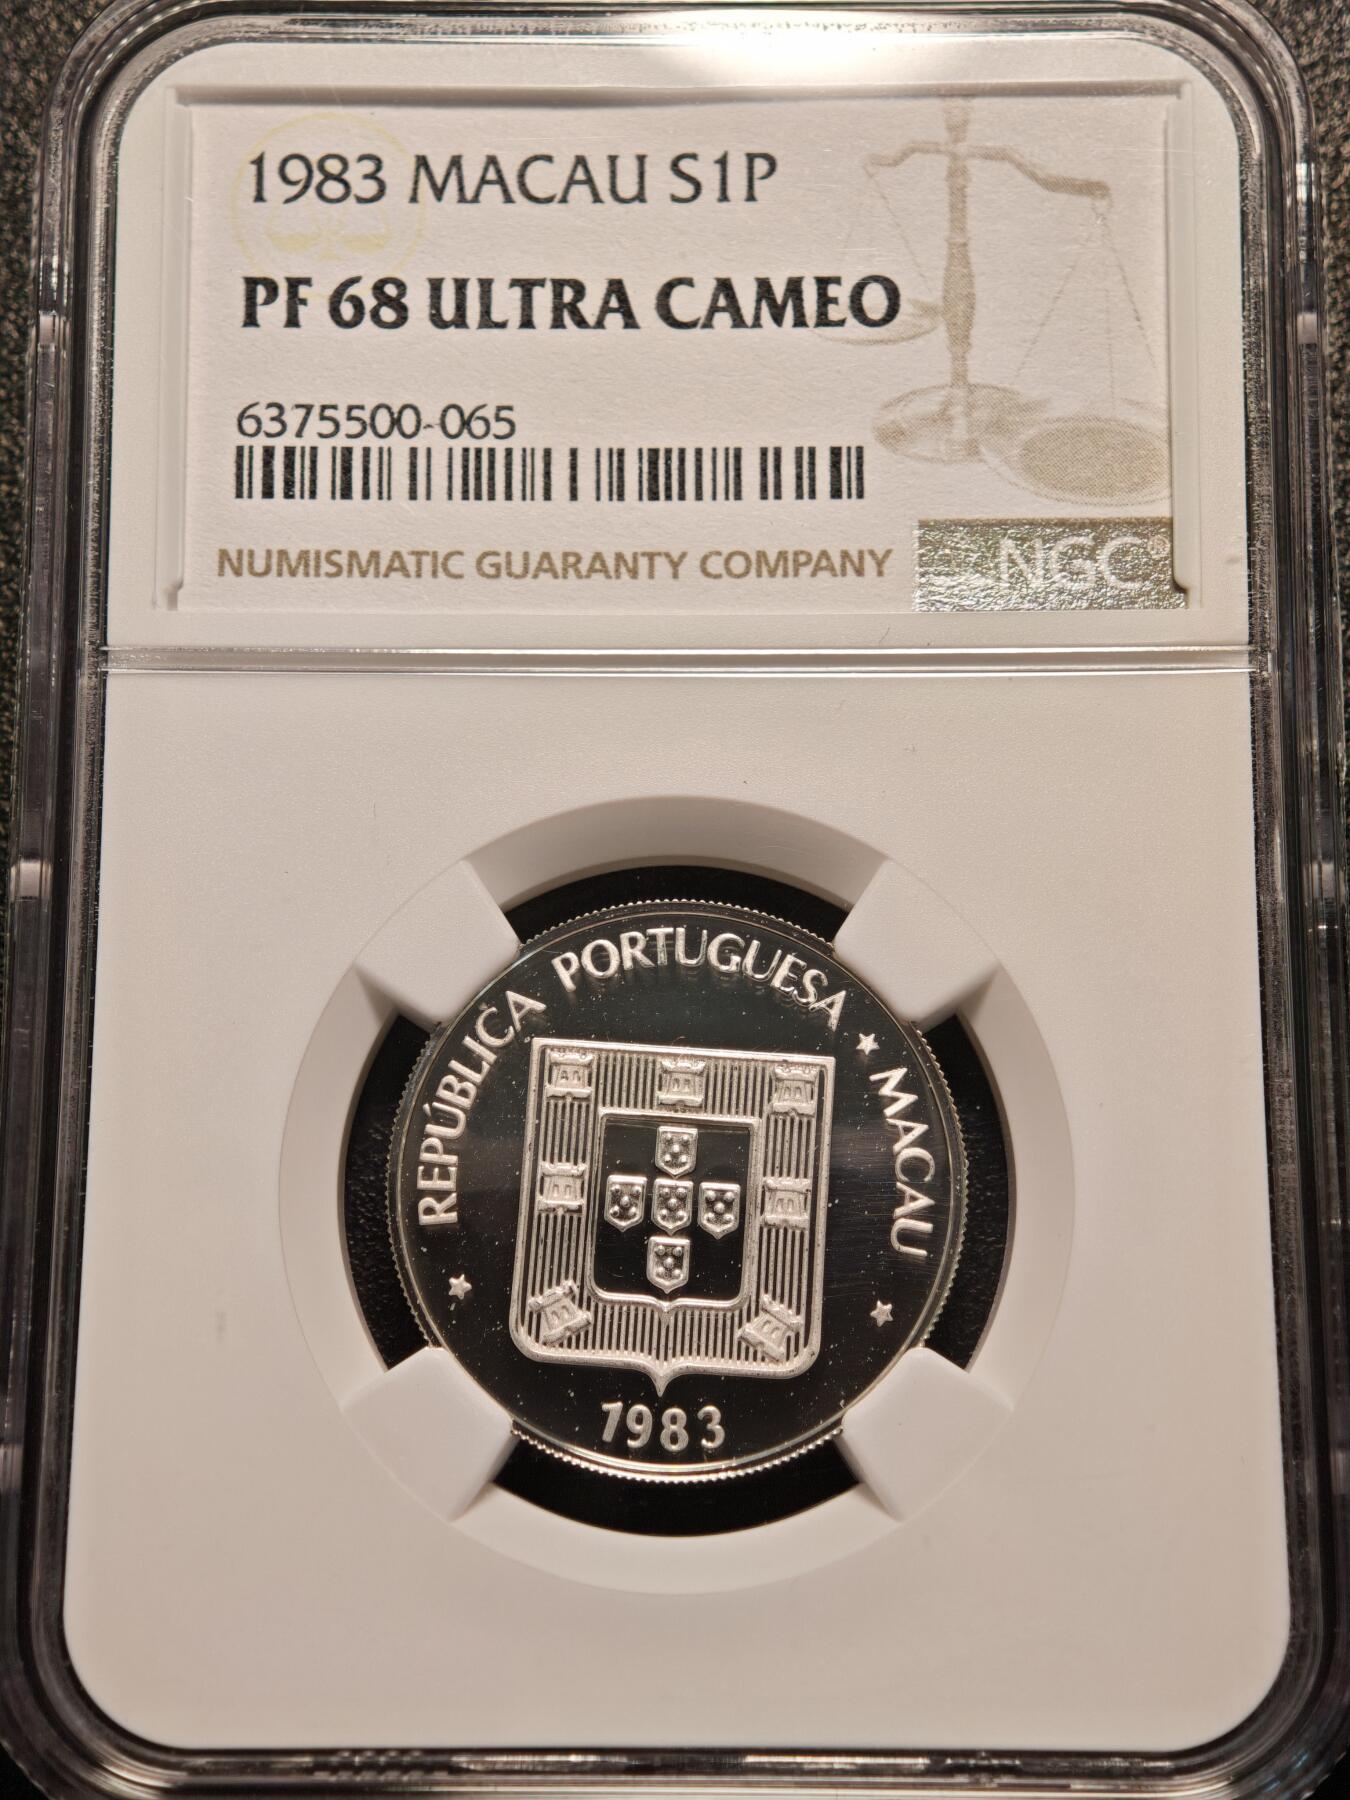 1983 MACAU S1P
PF 68 ULTRA CAMEO
6375500-065
NUMISMATIC GUARANTY COMPANY
NGC®
REPÚBLICA PORTUGUESA ★ MACAU ★
★
1983